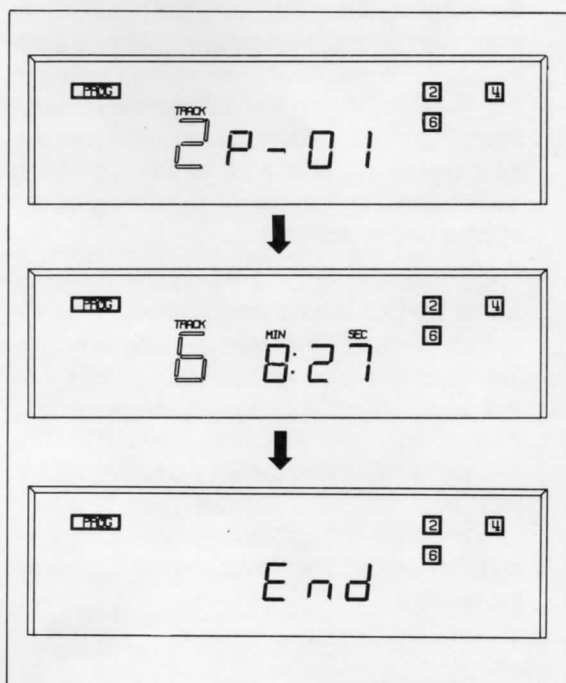 PROG 2 4
TRACK 6
2 P-01
PROG 2 4
TRACK MIN SEC 6
6 8:27
PROG 2 4
6
End